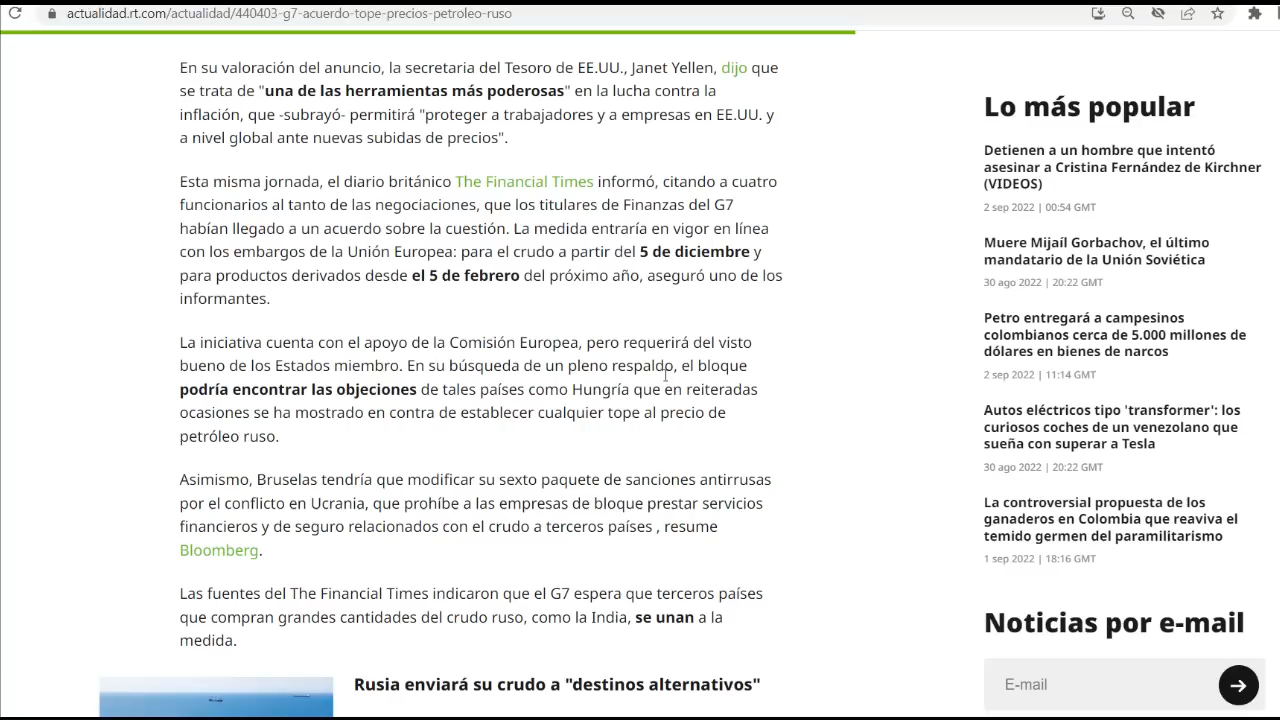 actualidad.rt.com/actualidad/440403-g7-acuerdo-tope-precios-petroleo-ruso
En su valoración del anuncio, la secretaria del Tesoro de EE.UU., Janet Yellen, dijo que
se trata de "una de las herramientas más poderosas" en la lucha contra la
inflación, que -subrayó- permitirá "proteger a trabajadores y a empresas en EE.UU. y
a nivel global ante nuevas subidas de precios".
Esta misma jornada, el diario británico The Financial Times informó, citando a cuatro
funcionarios al tanto de las negociaciones, que los titulares de Finanzas del G7
habían llegado a un acuerdo sobre la cuestión. La medida entraría en vigor en línea
con los embargos de la Unión Europea: para el crudo a partir del 5 de diciembre y
para productos derivados desde el 5 de febrero del próximo año, aseguró uno de los
informantes.
La iniciativa cuenta con el apoyo de la Comisión Europea, pero requerirá del visto
bueno de los Estados miembro. En su búsqueda de un pleno respaldo, el bloque
podría encontrar las objeciones de tales países como Hungría que en reiteradas
ocasiones se ha mostrado en contra de establecer cualquier tope al precio de
petróleo ruso.
Asimismo, Bruselas tendría que modificar su sexto paquete de sanciones antirrusas
por el conflicto en Ucrania, que prohíbe a las empresas de bloque prestar servicios
financieros y de seguro relacionados con el crudo a terceros países , resume
Bloomberg.
Las fuentes del The Financial Times indicaron que el G7 espera que terceros países
que compran grandes cantidades del crudo ruso, como la India, se unan a la
medida.
Rusia enviará su crudo a "destinos alternativos"
Lo más popular
Detienen a un hombre que intentó
asesinar a Cristina Fernández de Kirchner
(VIDEOS)
2 sep 2022 | 00:54 GMT
Muere Mijaíl Gorbachov, el último
mandatario de la Unión Soviética
30 ago 2022 | 20:22 GMT
Petro entregará a campesinos
colombianos cerca de 5.000 millones de
dólares en bienes de narcos
2 sep 2022 | 11:14 GMT
Autos eléctricos tipo 'transformer': los
curiosos coches de un venezolano que
sueña con superar a Tesla
30 ago 2022 | 20:22 GMT
La controversial propuesta de los
ganaderos en Colombia que reaviva el
temido germen del paramilitarismo
1 sep 2022 | 18:16 GMT
Noticias por e-mail
E-mail